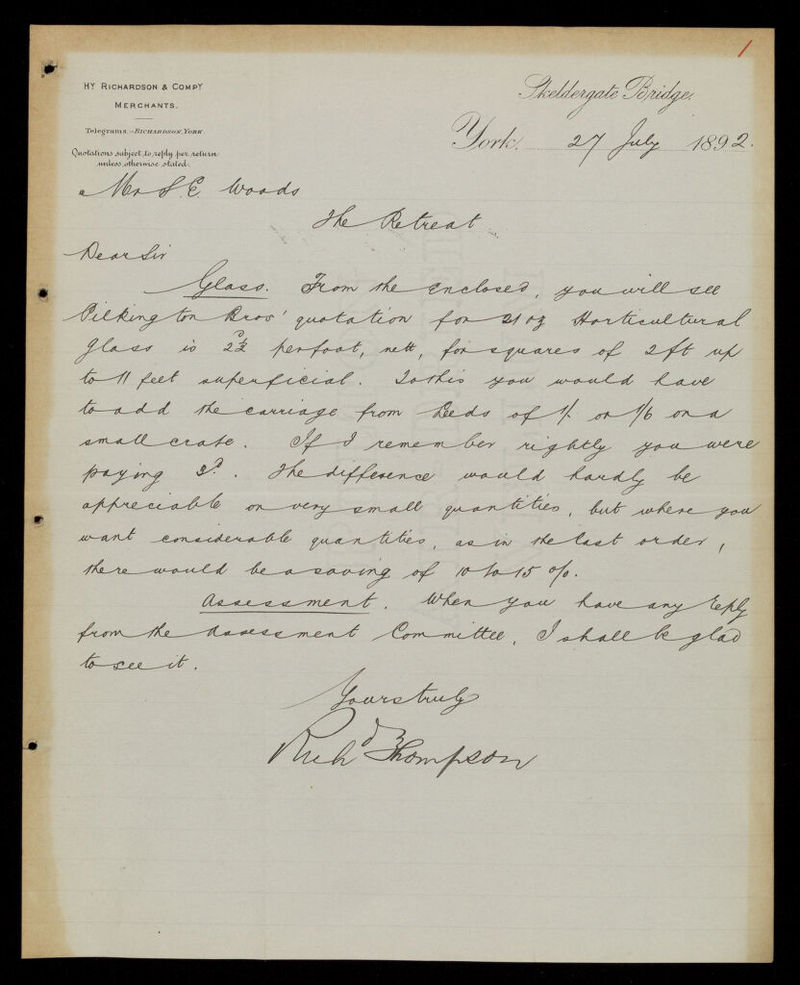 1
Hy Richardson & Compy
Merchants.
Telegrams:- Richardson, York.
Quotations subject to reply per return
unless otherwise stated.
Skeldergate Bridge,
York. 27 July 1892.
Mr S. E. Woods
The Retreat
Dear Sir
Glass. From the enclosed, you will see
Pilkington Bros' quotation for 21 oz Horticultural
Glass is 2½d per foot, nett, for squares of 2ft up
to 11 feet superficial. To this you would have
to add the carriage from Leeds of 1/- or 1/6 on a
small crate. If I remember rightly you were
paying 3d. The difference would hardly be
appreciable on very small quantities, but where you
want considerable quantities, as in the last order,
there would be a saving of 10 to 15 %.
Assessment. When you have any reply
from the Assessment Committee, I shall be glad
to see it.
Yours truly
Richd Thompson